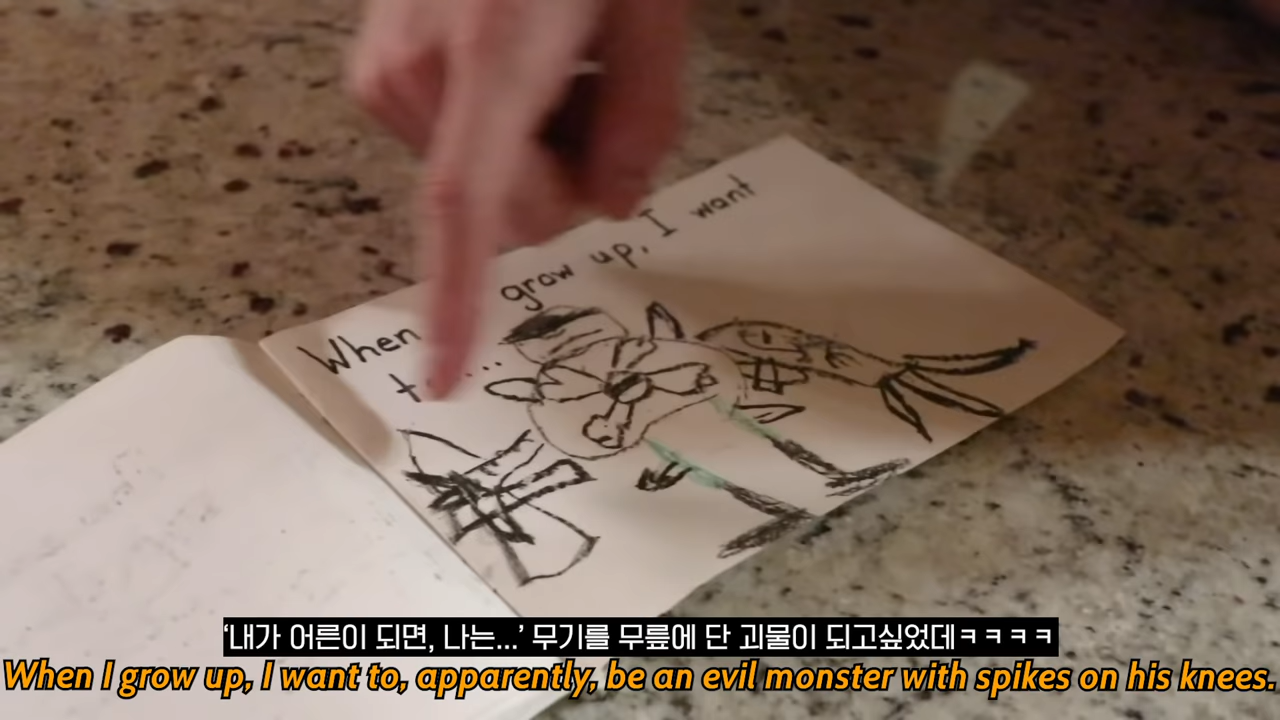 When grow up, I want
t.....
'내가 어른이 되면, 나는...' 무기를 무릎에 단 괴물이 되고싶었데ㅋㅋㅋㅋ
When I grow up, I want to, apparently, be an evil monster with spikes on his knees.